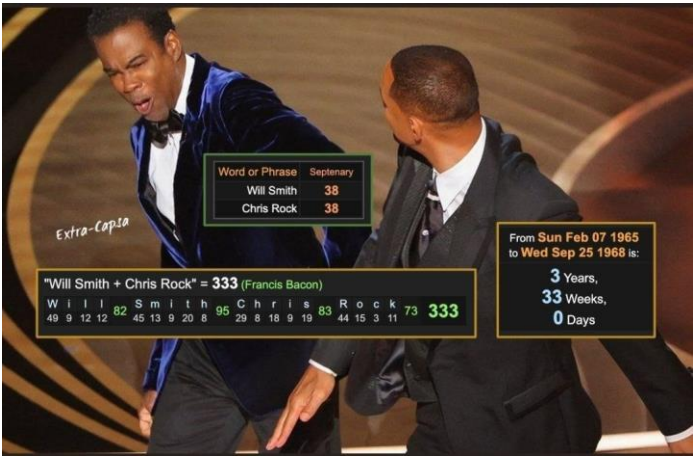 Word or Phrase Septenary
Will Smith 38
Chris Rock 38
Extra-Capsa
From Sun Feb 07 1965
to Wed Sep 25 1968 is:
3 Years,
33 Weeks,
0 Days
"Will Smith + Chris Rock" = 333 (Francis Bacon)
W i l l 82 S m i t h 95 C h r i s 83 R o c k 73 333
49 9 12 12 45 13 9 20 8 29 8 18 9 19 44 15 3 11